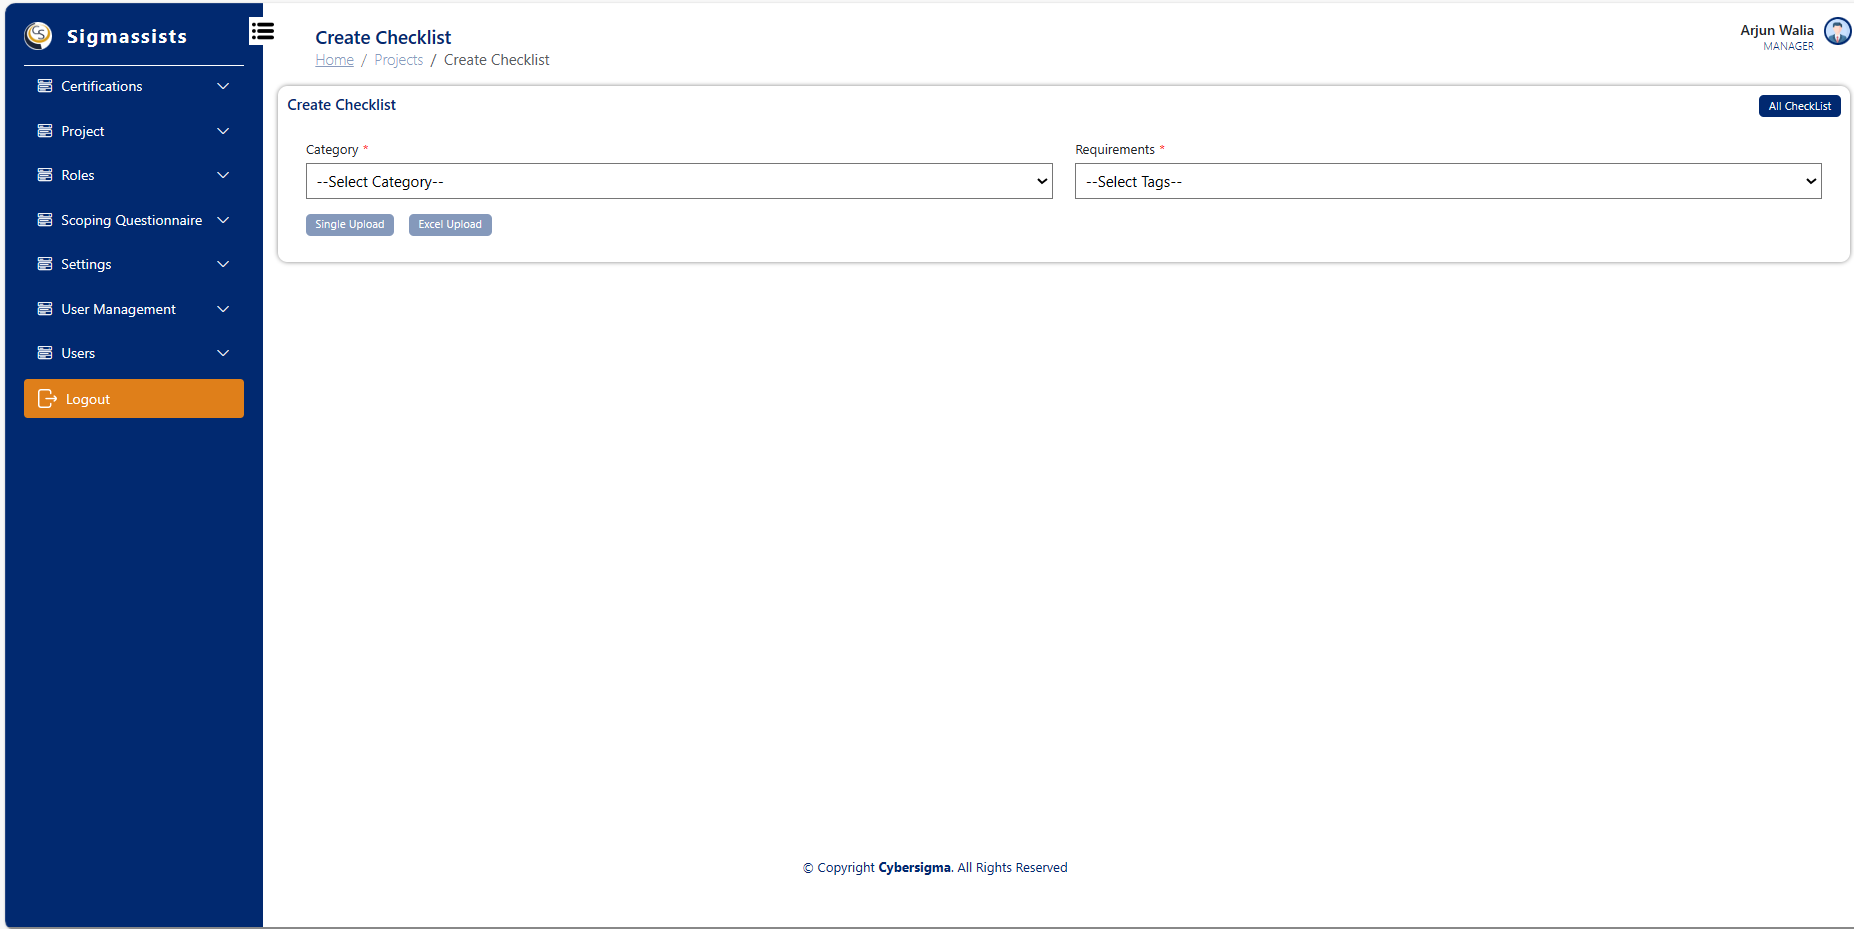 Sigmassists
Certifications
Project
Roles
Scoping Questionnaire
Settings
User Management
Users
Logout
Create Checklist
Home / Projects / Create Checklist
Arjun Walia
MANAGER
Create Checklist
All CheckList
Category *
--Select Category--
Requirements *
--Select Tags--
Single Upload
Excel Upload
© Copyright Cybersigma. All Rights Reserved